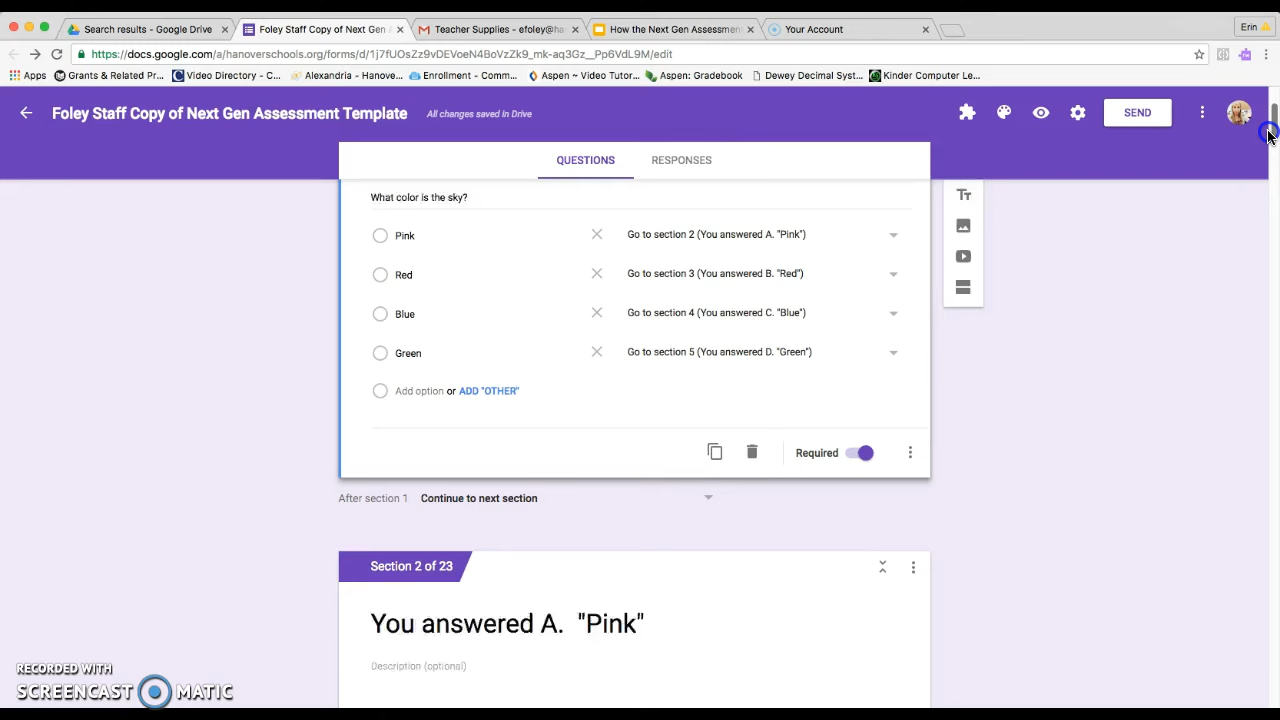 Search results - Google Drive
Foley Staff Copy of Next Gen A
Teacher Supplies - efoley@ha
How the Next Gen Assessmen
Your Account
Erin
https://docs.google.com/a/hanoverschools.org/forms/d/1j7fUOsZz9vDEVoeN4BoVzZk9_mk-aq3Gz__Pp6VdL9M/edit
Apps
Grants & Related Pr...
Video Directory - C...
Alexandria - Hanove...
Enrollment - Comm...
Aspen ~ Video Tutor...
Aspen: Gradebook
Dewey Decimal Syst...
Kinder Computer Le...
Foley Staff Copy of Next Gen Assessment Template
All changes saved in Drive
SEND
QUESTIONS
RESPONSES
What color is the sky?
Pink
Go to section 2 (You answered A. "Pink")
Red
Go to section 3 (You answered B. "Red")
Blue
Go to section 4 (You answered C. "Blue")
Green
Go to section 5 (You answered D. "Green")
Add option or ADD "OTHER"
Required
After section 1 Continue to next section
Section 2 of 23
You answered A. "Pink"
Description (optional)
RECORDED WITH
SCREENCAST MATIC